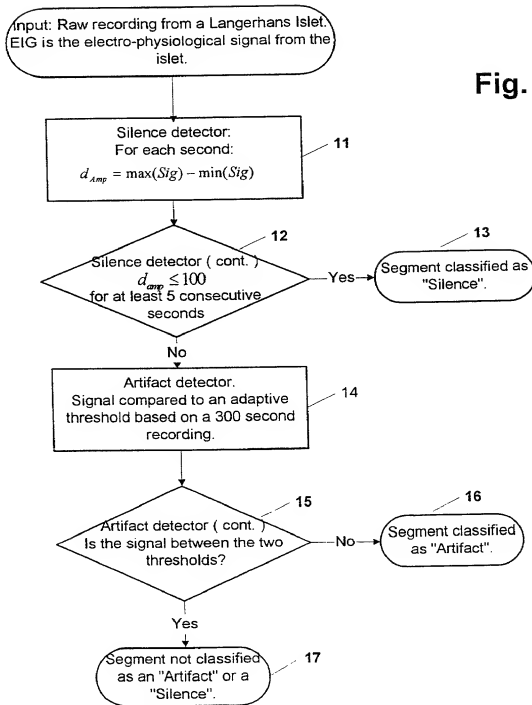 Input: Raw recording from a Langerhans Islet.
EIG is the electro-physiological signal from the
islet.
Fig.
Silence detector:
For each second:
d_Amp = max(Sig) − min(Sig)
11
12
Silence detector ( cont. )
d_amp ≤ 100
for at least 5 consecutive
seconds
Yes
13
Segment classified as
"Silence".
No
Artifact detector.
Signal compared to an adaptive
threshold based on a 300 second
recording.
14
15
Artifact detector ( cont. )
Is the signal between the two
thresholds?
No
16
Segment classified
as "Artifact".
Yes
Segment not classified
as an "Artifact" or a
"Silence".
17